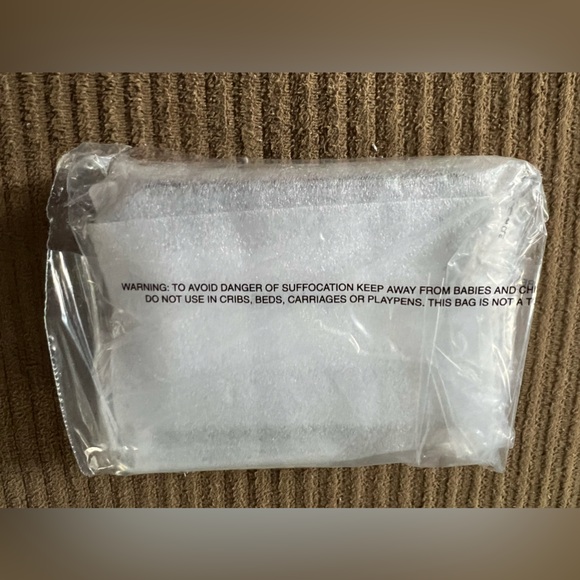 WARNING: TO AVOID DANGER OF SUFFOCATION KEEP AWAY FROM BABIES AND CH
DO NOT USE IN CRIBS, BEDS, CARRIAGES OR PLAYPENS. THIS BAG IS NOT A T